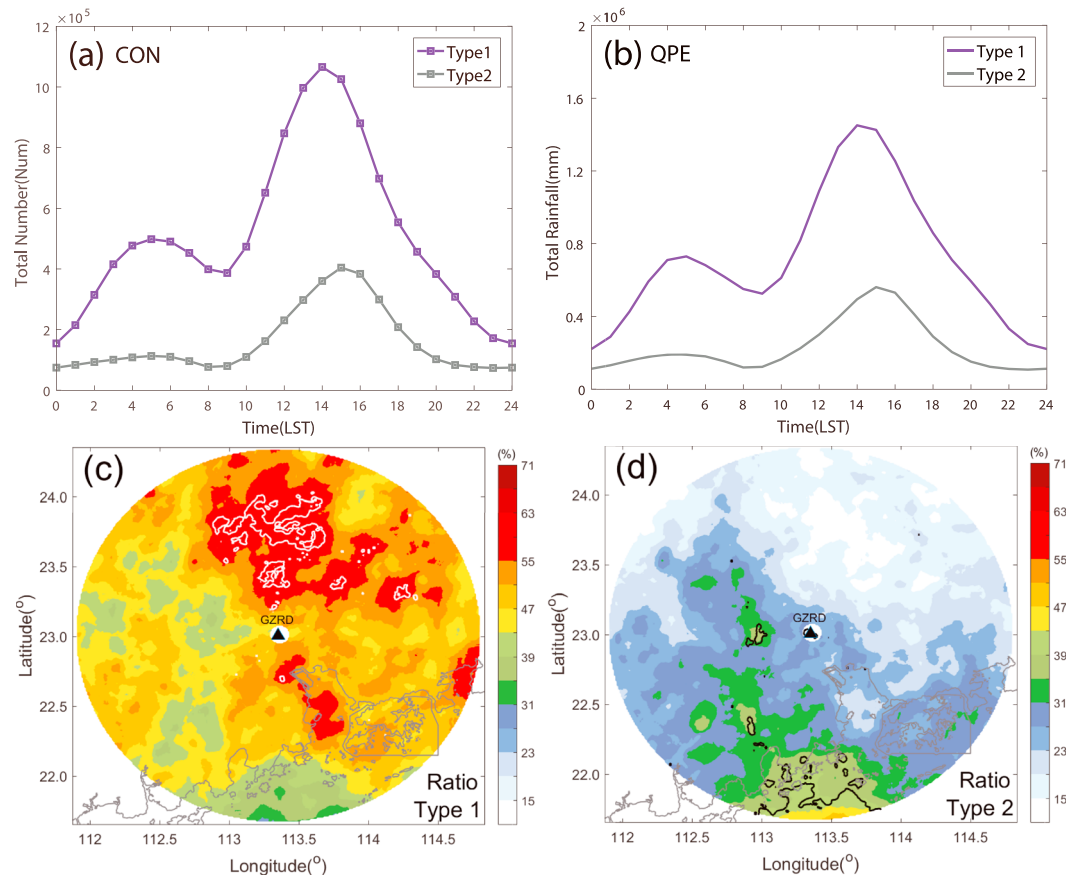 ×10⁵
12
10
8
6
4
2
0
(a) CON
Type1
Type2
Total Number(Num)
0 2 4 6 8 10 12 14 16 18 20 22 24
Time(LST)
×10⁶
2
1.6
1.2
0.8
0.4
0
(b) QPE
Type 1
Type 2
Total Rainfall(mm)
0 2 4 6 8 10 12 14 16 18 20 22 24
Time(LST)
(c)
24.0
23.5
23.0
22.5
22.0
Latitude(°)
GZRD
Ratio
Type 1
112 112.5 113 113.5 114 114.5
Longitude(°)
(%)
71
63
55
47
39
31
23
15
(d)
24.0
23.5
23.0
22.5
22.0
Latitude(°)
GZRD
Ratio
Type 2
112 112.5 113 113.5 114 114.5
Longitude(°)
(%)
71
63
55
47
39
31
23
15